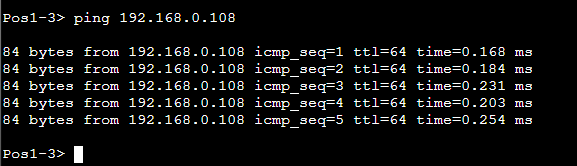 Pos1-3> ping 192.168.0.108
84 bytes from 192.168.0.108 icmp_seq=1 ttl=64 time=0.168 ms
84 bytes from 192.168.0.108 icmp_seq=2 ttl=64 time=0.184 ms
84 bytes from 192.168.0.108 icmp_seq=3 ttl=64 time=0.231 ms
84 bytes from 192.168.0.108 icmp_seq=4 ttl=64 time=0.203 ms
84 bytes from 192.168.0.108 icmp_seq=5 ttl=64 time=0.254 ms
Pos1-3>